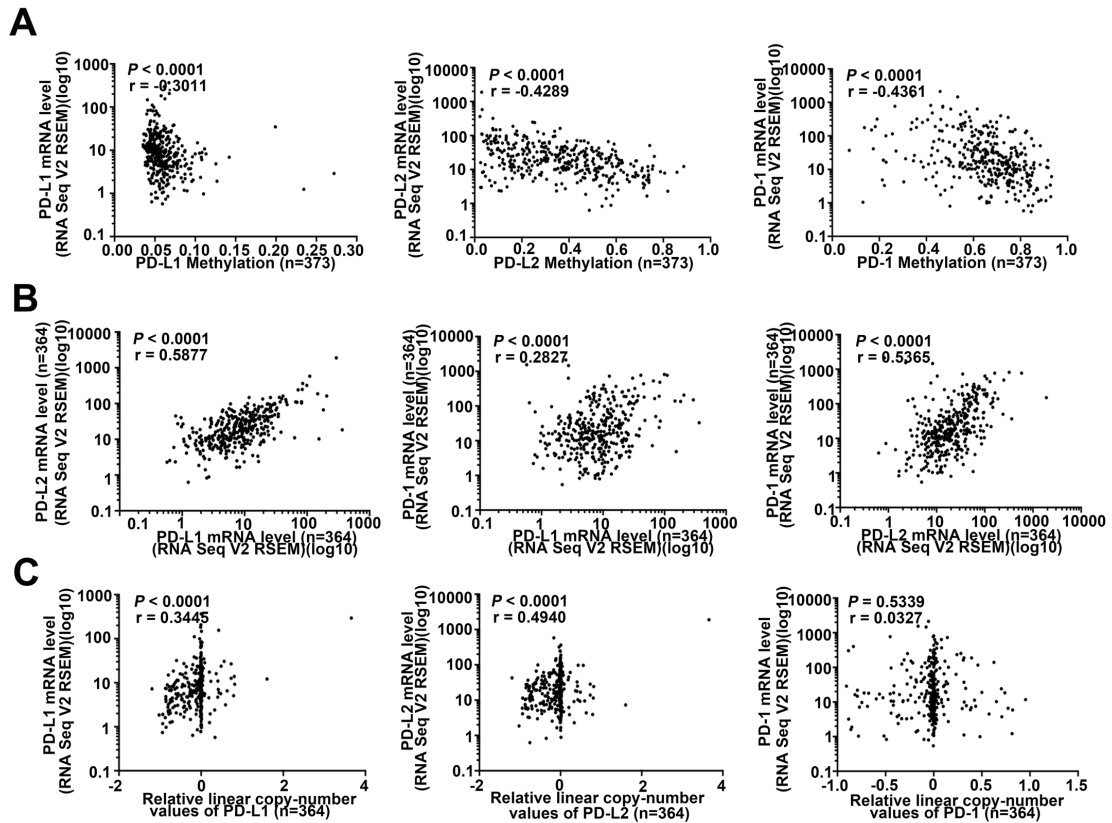 A
PD-L1 mRNA level
(RNA Seq V2 RSEM)(log10)
1000
100
10
1
0.1
P < 0.0001
r = -0.3011
0.00 0.05 0.10 0.15 0.20 0.25 0.30
PD-L1 Methylation (n=373)
PD-L2 mRNA level
(RNA Seq V2 RSEM)(log10)
10000
1000
100
10
1
0.1
P < 0.0001
r = -0.4289
0.0 0.2 0.4 0.6 0.8 1.0
PD-L2 Methylation (n=373)
PD-1 mRNA level
(RNA Seq V2 RSEM)(log10)
10000
1000
100
10
1
0.1
P < 0.0001
r = -0.4361
0.0 0.2 0.4 0.6 0.8 1.0
PD-1 Methylation (n=373)
B
PD-L2 mRNA level (n=364)
(RNA Seq V2 RSEM)(log10)
10000
1000
100
10
1
0.1
P < 0.0001
r = 0.5877
0.1 1 10 100 1000
PD-L1 mRNA level (n=364)
(RNA Seq V2 RSEM)(log10)
PD-1 mRNA level (n=364)
(RNA Seq V2 RSEM)(log10)
10000
1000
100
10
1
0.1
P < 0.0001
r = 0.2827
0.1 1 10 100 1000
PD-L1 mRNA level (n=364)
(RNA Seq V2 RSEM)(log10)
PD-1 mRNA level (n=364)
(RNA Seq V2 RSEM)(log10)
10000
1000
100
10
1
0.1
P < 0.0001
r = 0.5365
0.1 1 10 100 1000 10000
PD-L2 mRNA level (n=364)
(RNA Seq V2 RSEM)(log10)
C
PD-L1 mRNA level
(RNA Seq V2 RSEM)(log10)
1000
100
10
1
0.1
P < 0.0001
r = 0.3445
-2 0 2 4
Relative linear copy-number
values of PD-L1 (n=364)
PD-L2 mRNA level
(RNA Seq V2 RSEM)(log10)
10000
1000
100
10
1
0.1
P < 0.0001
r = 0.4940
-2 0 2 4
Relative linear copy-number
values of PD-L2 (n=364)
PD-1 mRNA level
(RNA Seq V2 RSEM)(log10)
10000
1000
100
10
1
0.1
P = 0.5339
r = 0.0327
-1.0 -0.5 0.0 0.5 1.0 1.5
Relative linear copy-number
values of PD-1 (n=364)